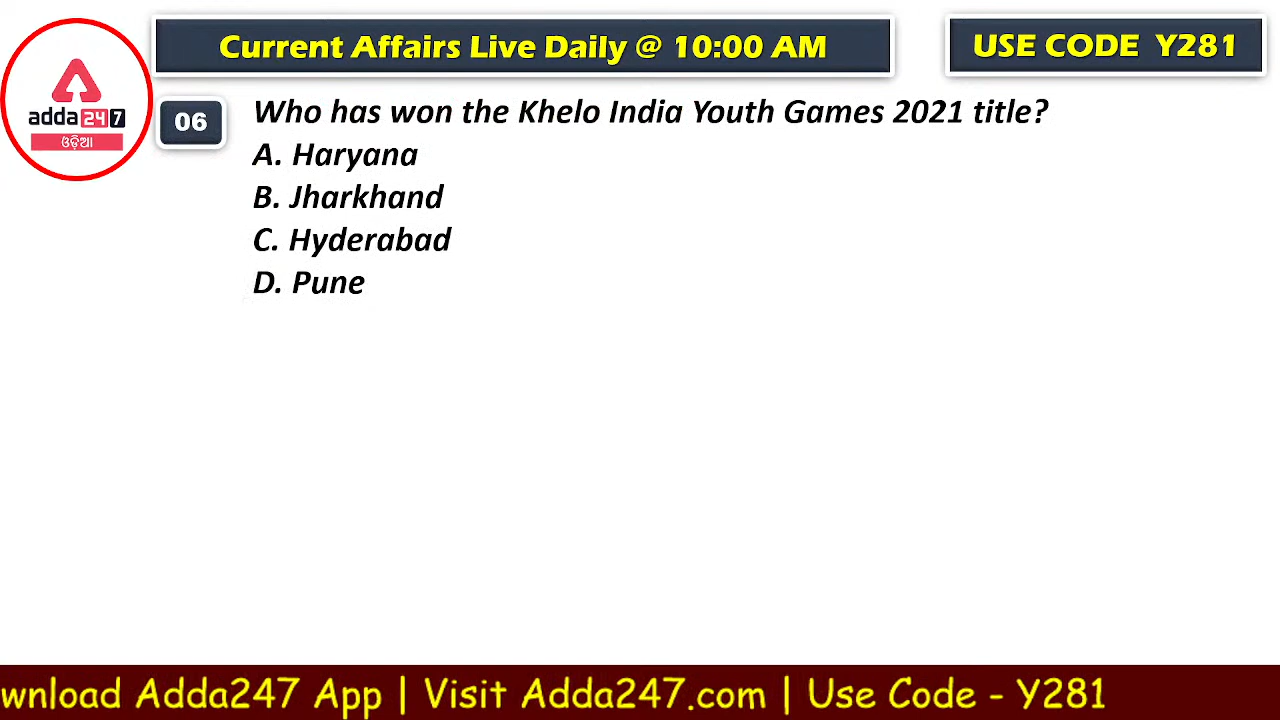 Current Affairs Live Daily @ 10:00 AM
USE CODE Y281
adda247
ଓଡ଼ିଆ
06
Who has won the Khelo India Youth Games 2021 title?
A. Haryana
B. Jharkhand
C. Hyderabad
D. Pune
wnload Adda247 App | Visit Adda247.com | Use Code - Y281